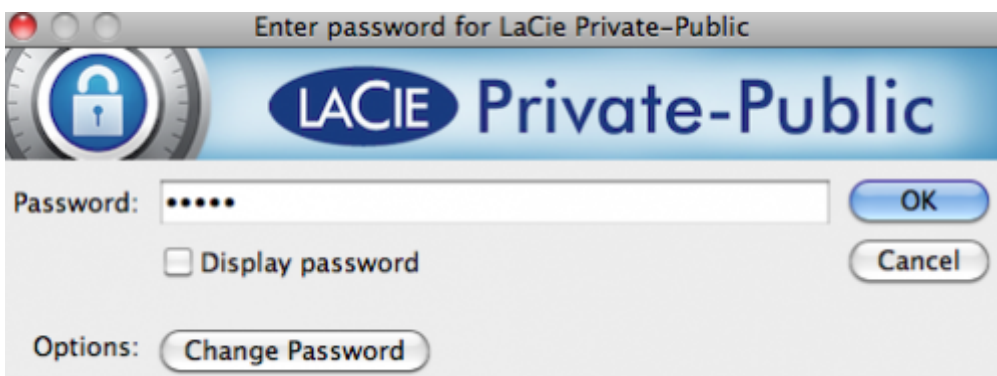 Enter password for LaCie Private-Public
LACIE Private-Public
Password: ••••• OK
Display password Cancel
Options: Change Password